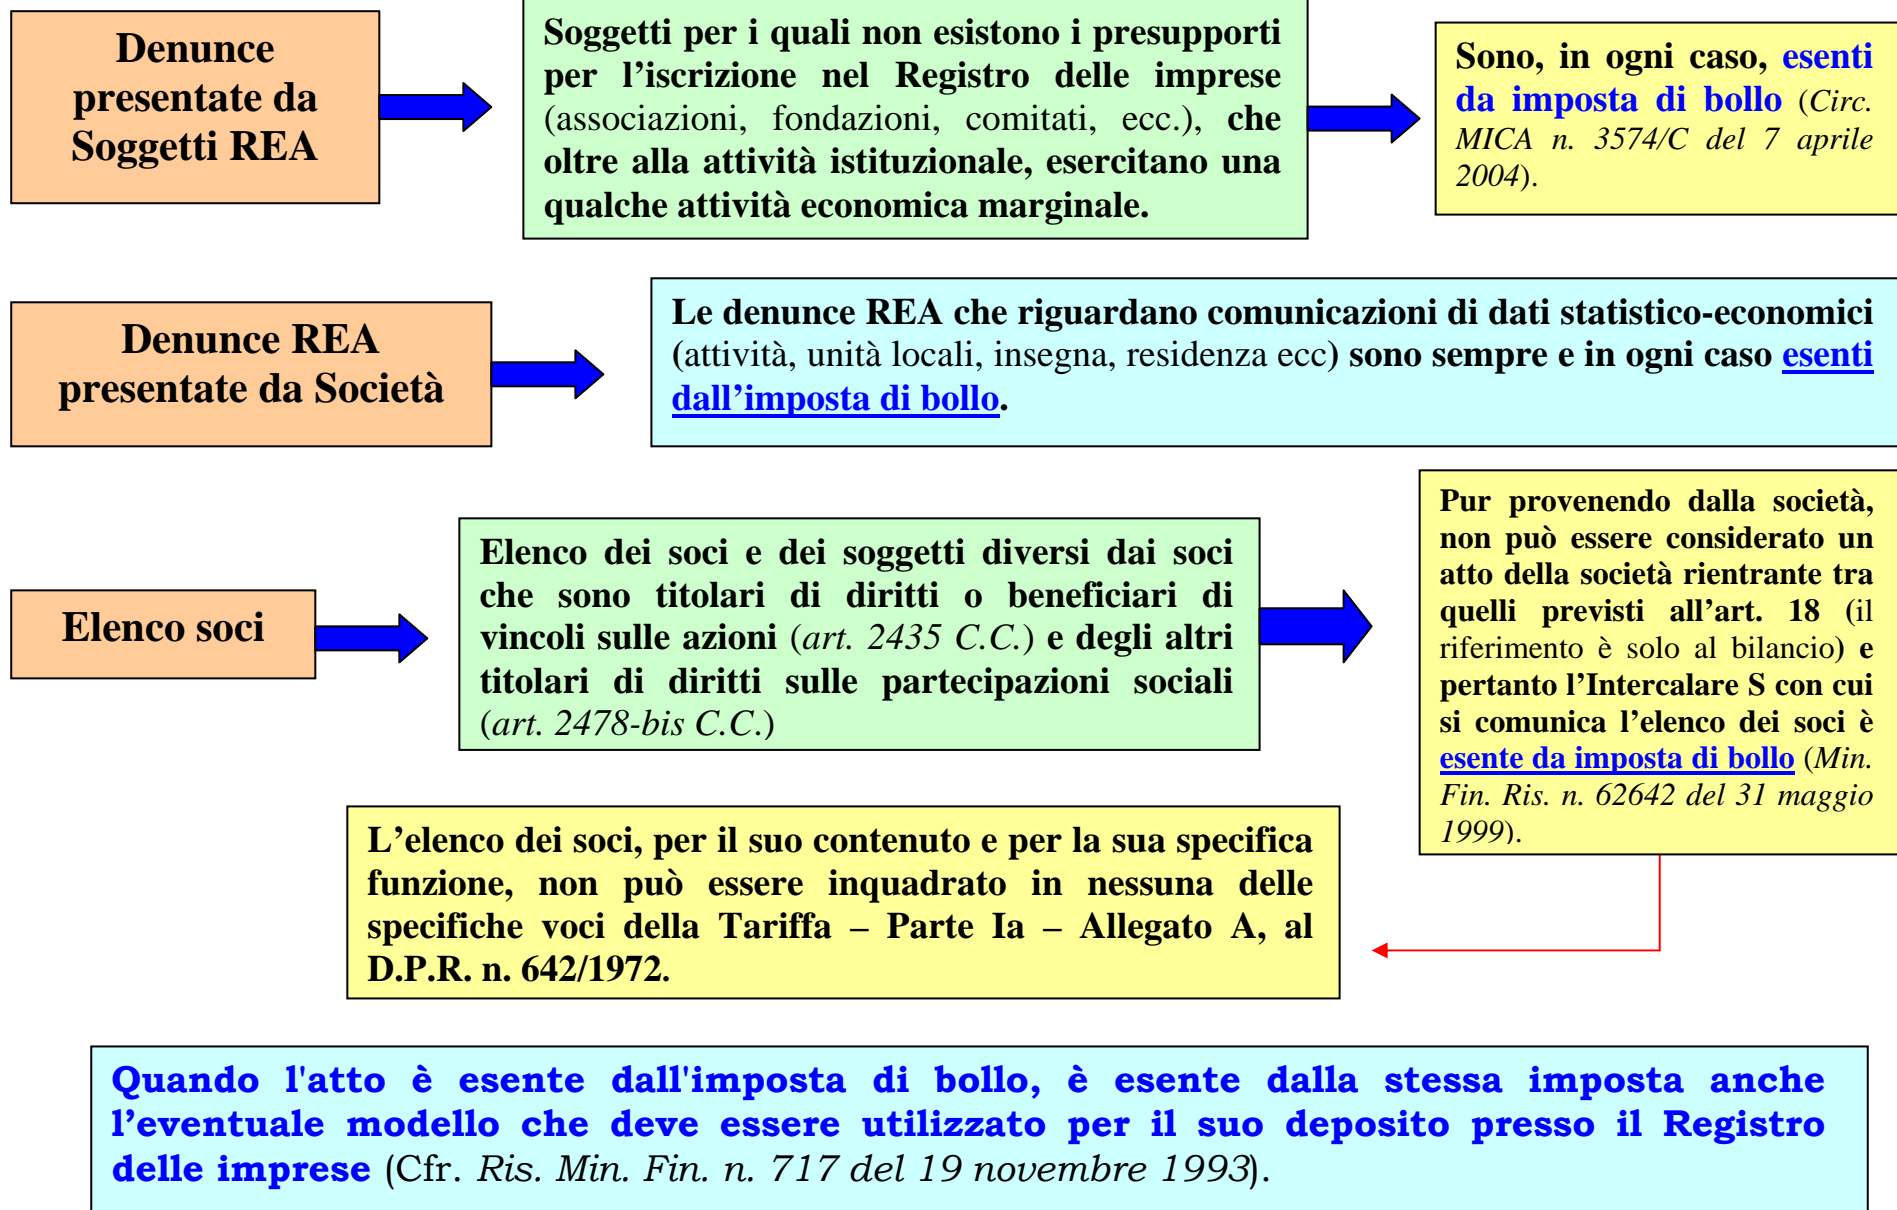 Denunce
presentate da
Soggetti REA
Soggetti per i quali non esistono i presupporti
per l’iscrizione nel Registro delle imprese
(associazioni, fondazioni, comitati, ecc.), che
oltre alla attività istituzionale, esercitano una
qualche attività economica marginale.
Sono, in ogni caso, esenti
da imposta di bollo (Circ.
MICA n. 3574/C del 7 aprile
2004).
Denunce REA
presentate da Società
Le denunce REA che riguardano comunicazioni di dati statistico-economici
(attività, unità locali, insegna, residenza ecc) sono sempre e in ogni caso esenti
dall’imposta di bollo.
Elenco soci
Elenco dei soci e dei soggetti diversi dai soci
che sono titolari di diritti o beneficiari di
vincoli sulle azioni (art. 2435 C.C.) e degli altri
titolari di diritti sulle partecipazioni sociali
(art. 2478-bis C.C.)
Pur provenendo dalla società,
non può essere considerato un
atto della società rientrante tra
quelli previsti all’art. 18 (il
riferimento è solo al bilancio) e
pertanto l’Intercalare S con cui
si comunica l’elenco dei soci è
esente da imposta di bollo (Min.
Fin. Ris. n. 62642 del 31 maggio
1999).
L’elenco dei soci, per il suo contenuto e per la sua specifica
funzione, non può essere inquadrato in nessuna delle
specifiche voci della Tariffa – Parte Ia – Allegato A, al
D.P.R. n. 642/1972.
Quando l'atto è esente dall'imposta di bollo, è esente dalla stessa imposta anche
l’eventuale modello che deve essere utilizzato per il suo deposito presso il Registro
delle imprese (Cfr. Ris. Min. Fin. n. 717 del 19 novembre 1993).